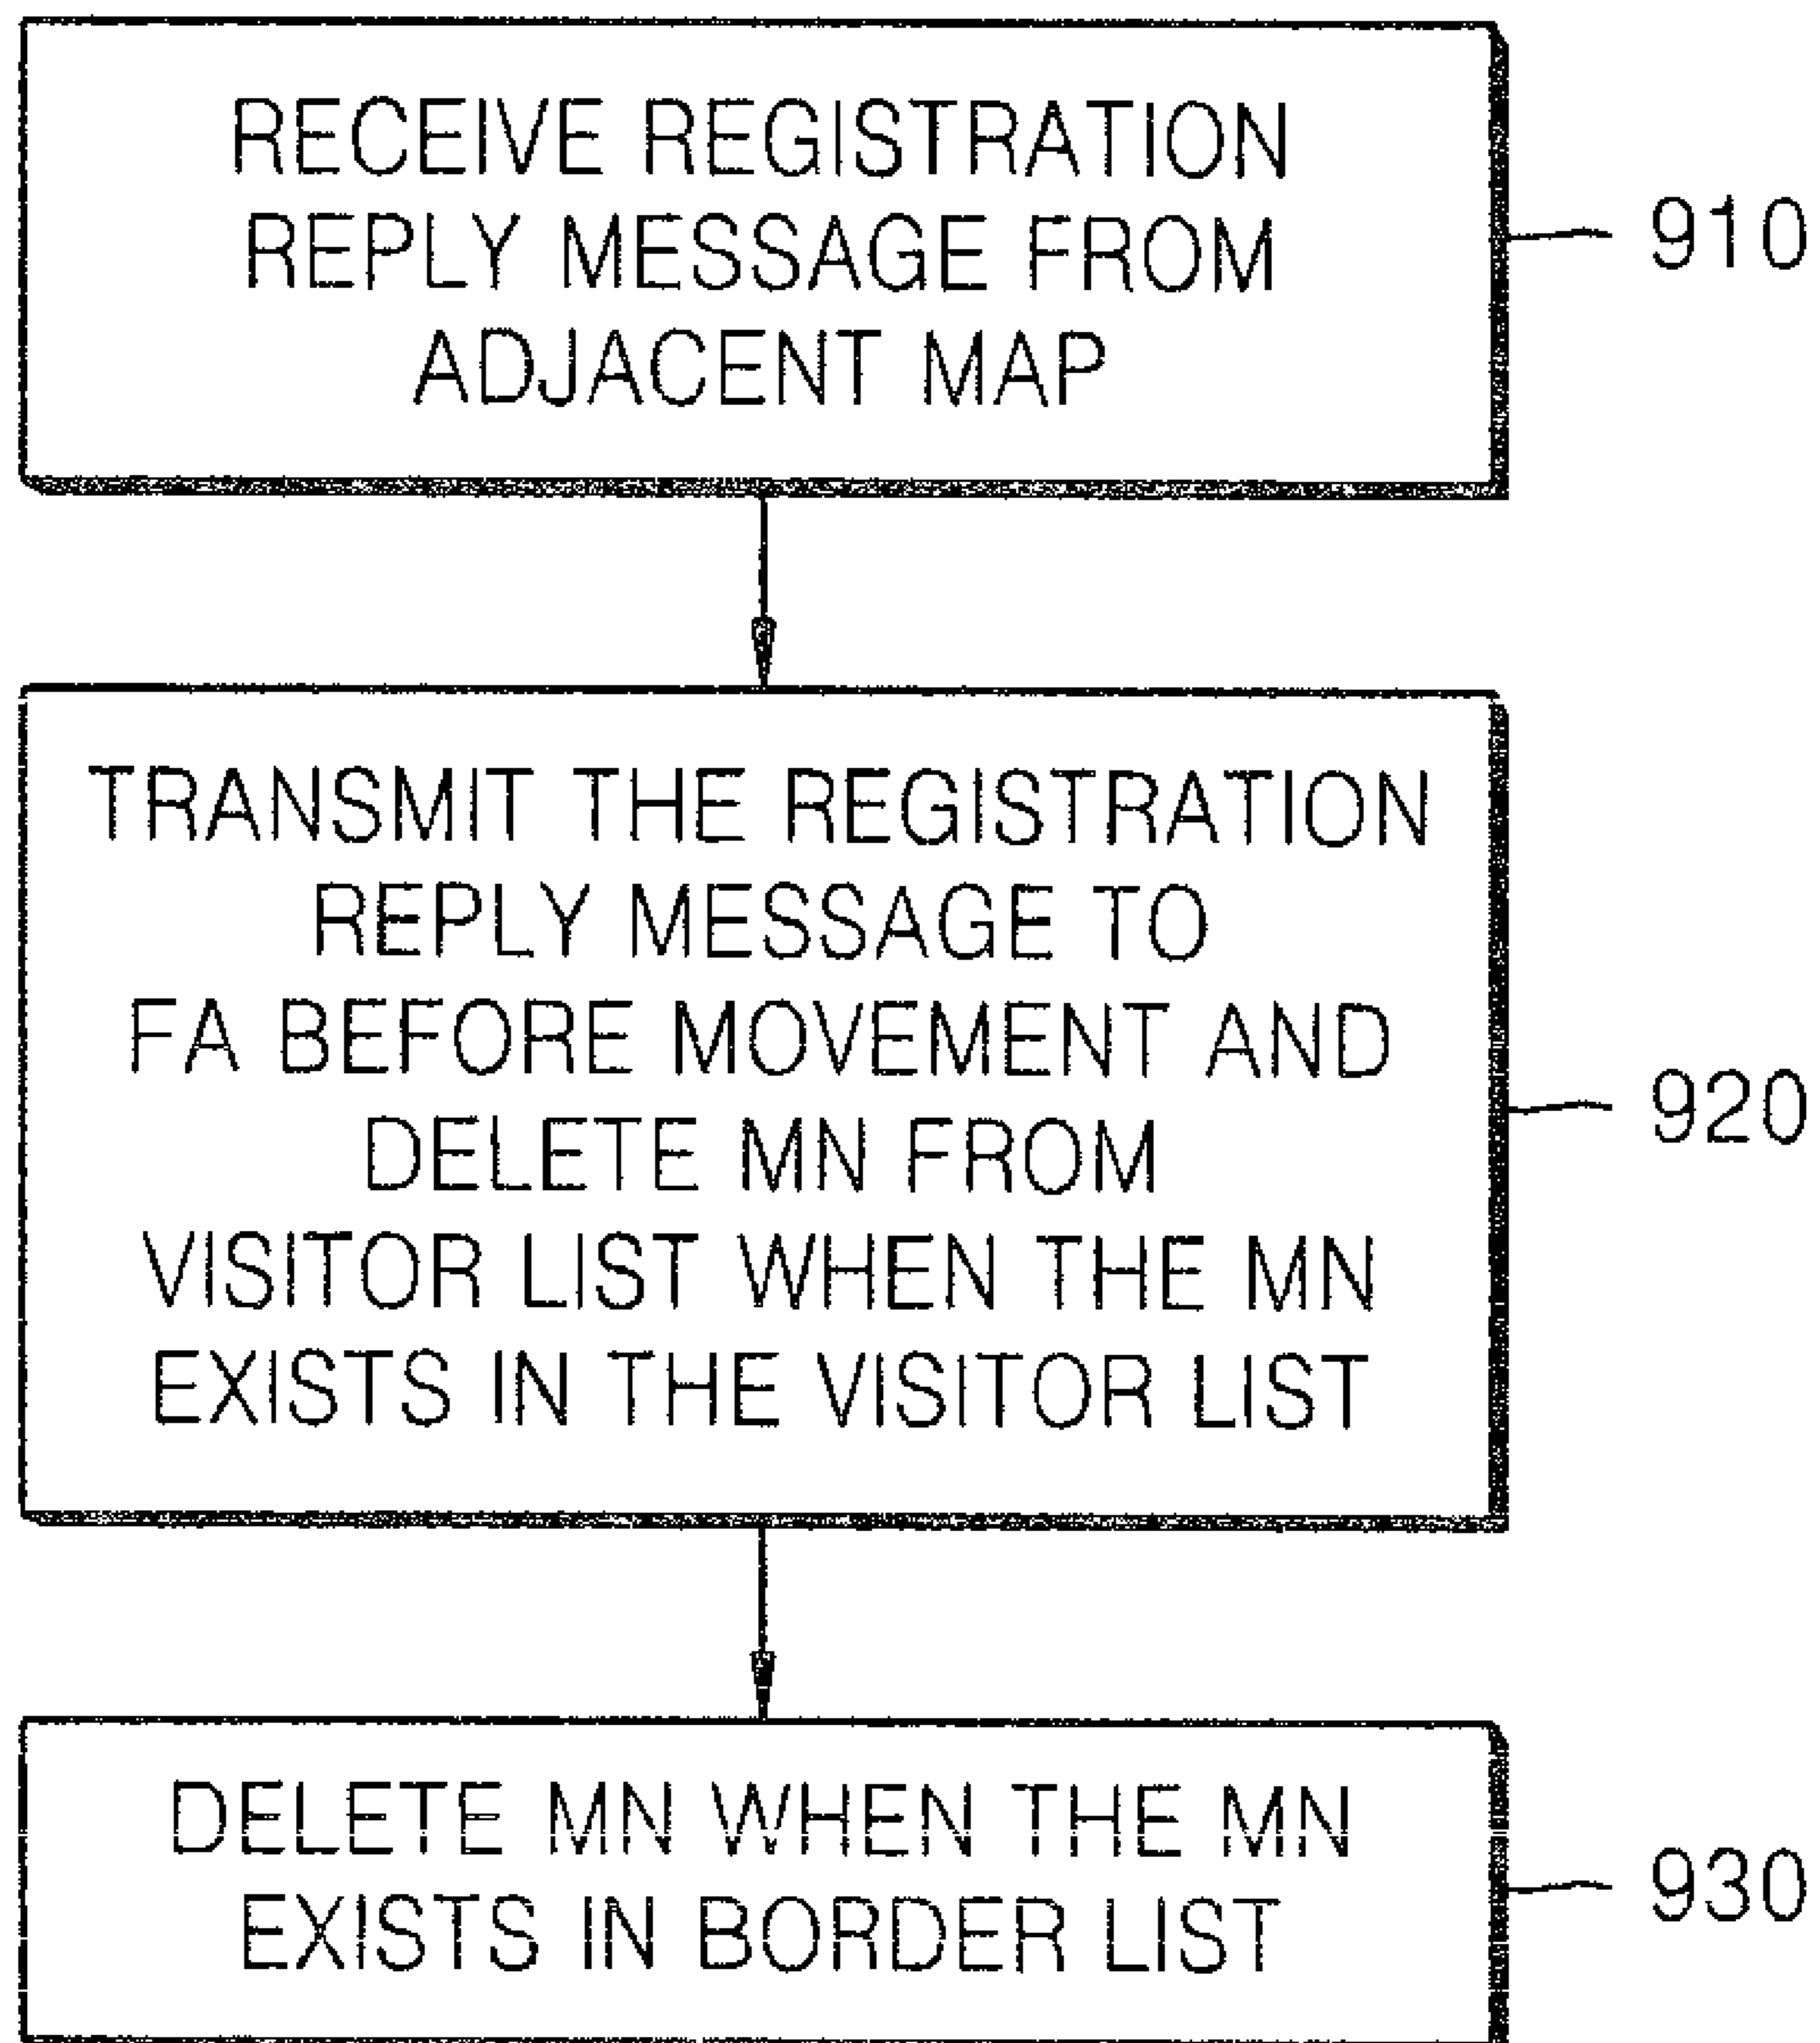 RECEIVE REGISTRATION
REPLY MESSAGE FROM
ADJACENT MAP
910
TRANSMIT THE REGISTRATION
REPLY MESSAGE TO
FA BEFORE MOVEMENT AND
DELETE MN FROM
VISITOR LIST WHEN THE MN
EXISTS IN THE VISITOR LIST
920
DELETE MN WHEN THE MN
EXISTS IN BORDER LIST
930